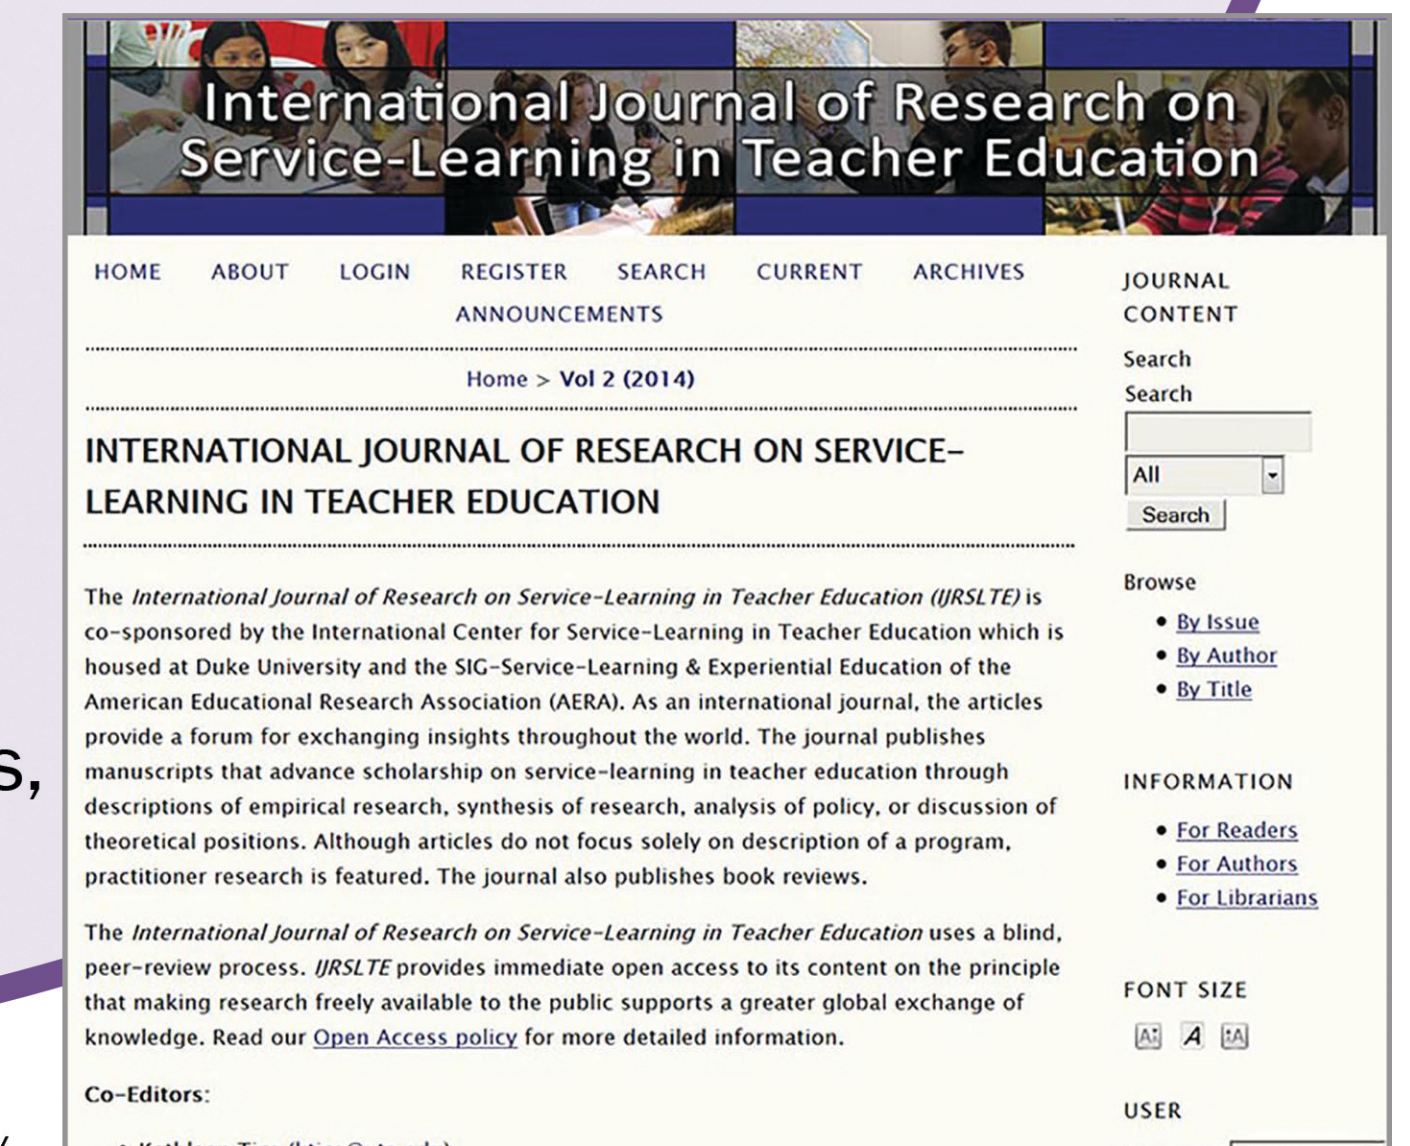 International Journal of Research on
Service-Learning in Teacher Education
HOME ABOUT LOGIN REGISTER SEARCH CURRENT ARCHIVES
ANNOUNCEMENTS
Home > Vol 2 (2014)
INTERNATIONAL JOURNAL OF RESEARCH ON SERVICE-
LEARNING IN TEACHER EDUCATION
The International Journal of Research on Service-Learning in Teacher Education (IJRSLTE) is
co-sponsored by the International Center for Service-Learning in Teacher Education which is
housed at Duke University and the SIG-Service-Learning & Experiential Education of the
American Educational Research Association (AERA). As an international journal, the articles
provide a forum for exchanging insights throughout the world. The journal publishes
manuscripts that advance scholarship on service-learning in teacher education through
descriptions of empirical research, synthesis of research, analysis of policy, or discussion of
theoretical positions. Although articles do not focus solely on description of a program,
practitioner research is featured. The journal also publishes book reviews.
The International Journal of Research on Service-Learning in Teacher Education uses a blind,
peer-review process. IJRSLTE provides immediate open access to its content on the principle
that making research freely available to the public supports a greater global exchange of
knowledge. Read our Open Access policy for more detailed information.
Co-Editors:
JOURNAL
CONTENT
Search
Search
All
Search
Browse
• By Issue
• By Author
• By Title
INFORMATION
• For Readers
• For Authors
• For Librarians
FONT SIZE
A A A
USER
s,